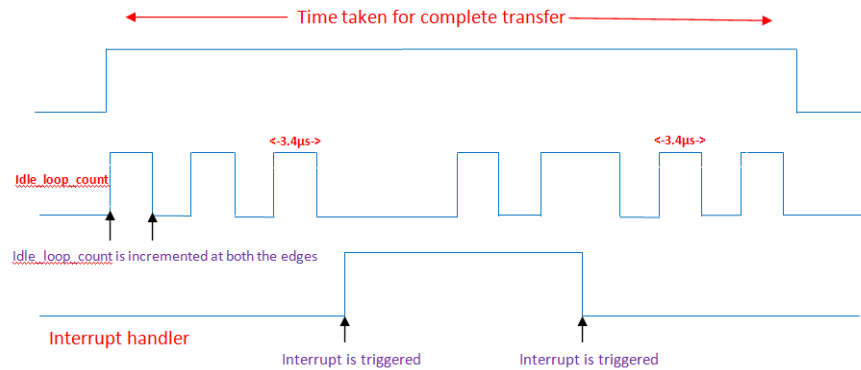 Time taken for complete transfer
<-3.4µs-> <-3.4µs->
Idle_loop_count
Idle_loop_count is incremented at both the edges
Interrupt handler
Interrupt is triggered Interrupt is triggered